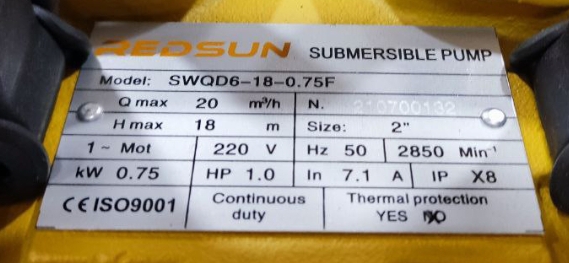 REDSUN SUBMERSIBLE PUMP
Model: SWQD6-18-0.75F
Q max 20 m³/h N. 210700132
H max 18 m Size: 2"
1 ~ Mot 220 V Hz 50 2850 Min⁻¹
kW 0.75 HP 1.0 In 7.1 A IP X8
CE ISO9001 Continuous duty Thermal protection
YES NO